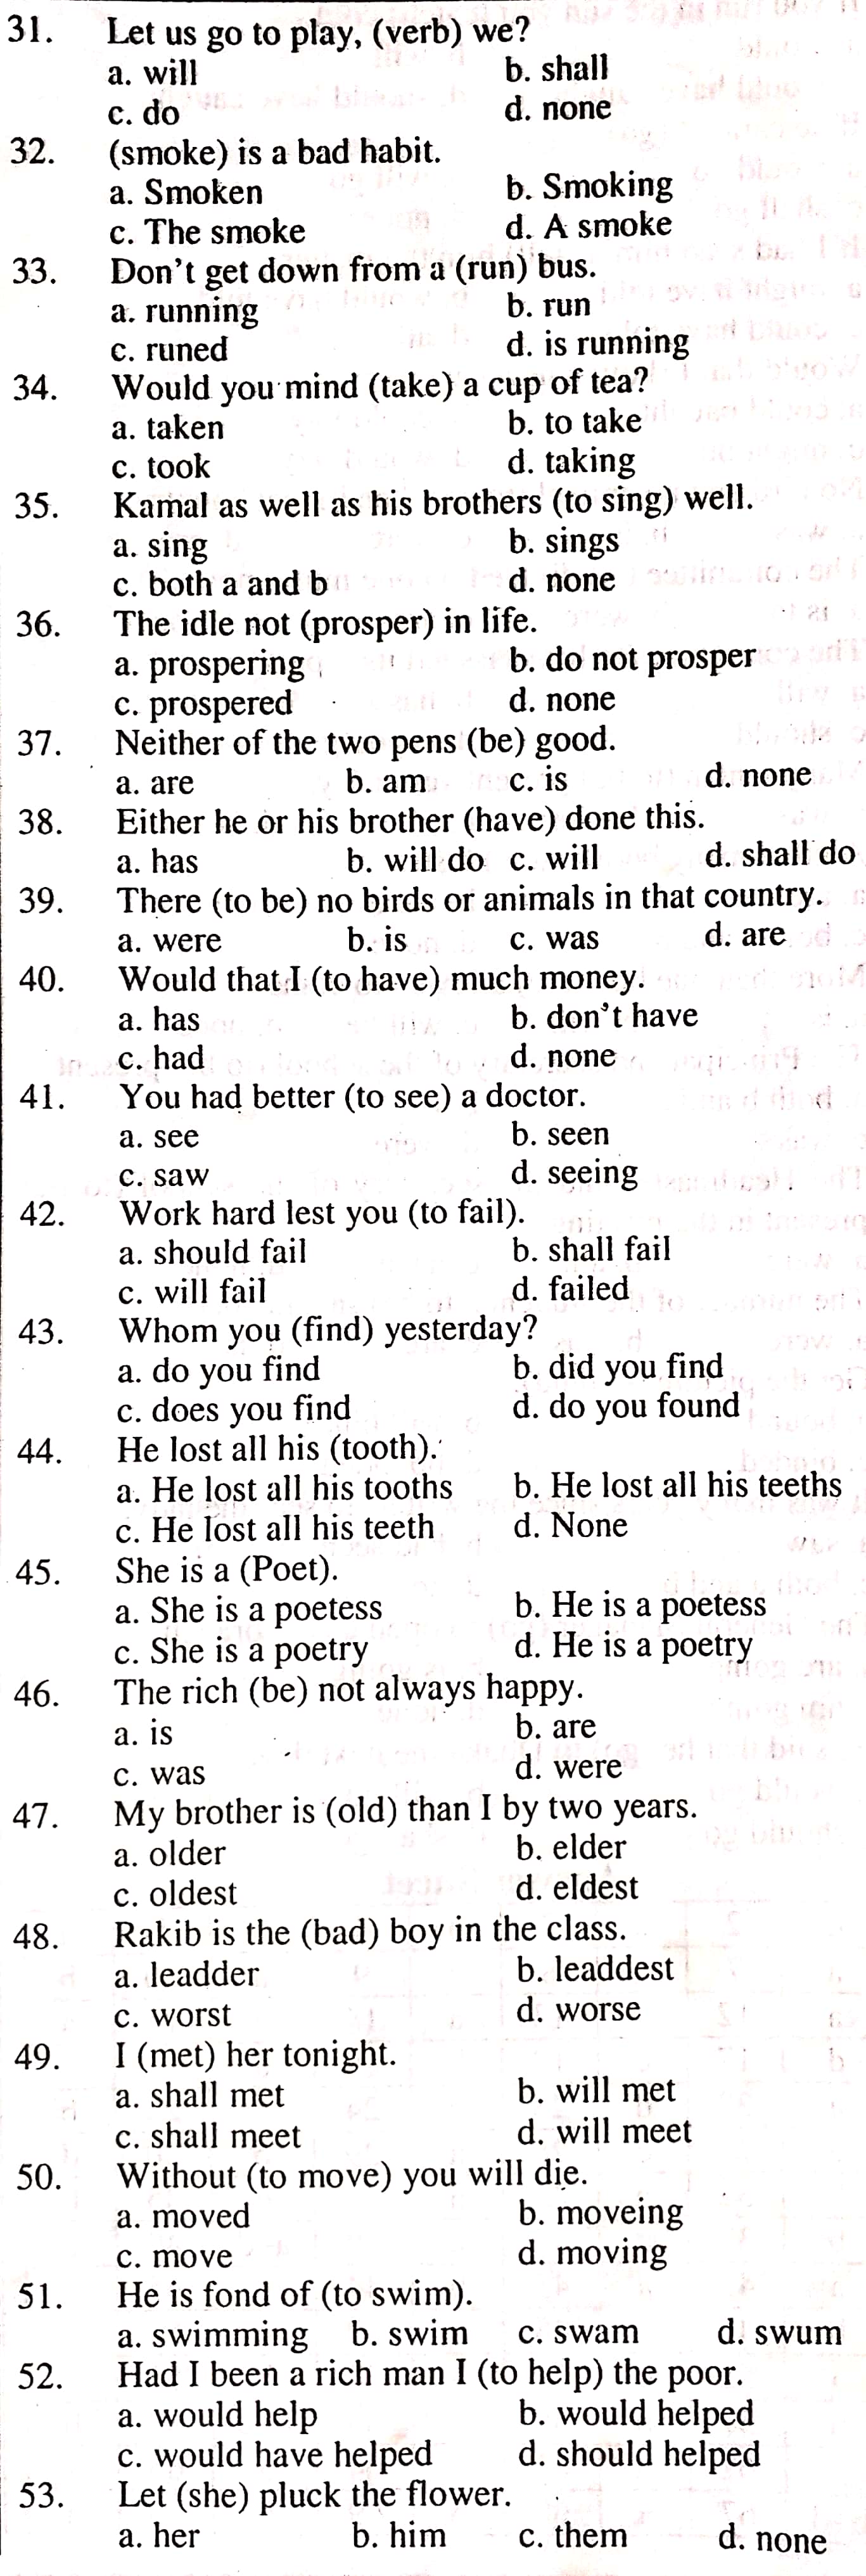 31. Let us go to play, (verb) we?
a. will b. shall
c. do d. none
32. (smoke) is a bad habit.
a. Smoken b. Smoking
c. The smoke d. A smoke
33. Don't get down from a (run) bus.
a. running b. run
c. runed d. is running
34. Would you mind (take) a cup of tea?
a. taken b. to take
c. took d. taking
35. Kamal as well as his brothers (to sing) well.
a. sing b. sings
c. both a and b d. none
36. The idle not (prosper) in life.
a. prospering b. do not prosper
c. prospered d. none
37. Neither of the two pens (be) good.
a. are b. am c. is d. none
38. Either he or his brother (have) done this.
a. has b. will do c. will d. shall do
39. There (to be) no birds or animals in that country.
a. were b. is c. was d. are
40. Would that I (to have) much money.
a. has b. don't have
c. had d. none
41. You had better (to see) a doctor.
a. see b. seen
c. saw d. seeing
42. Work hard lest you (to fail).
a. should fail b. shall fail
c. will fail d. failed
43. Whom you (find) yesterday?
a. do you find b. did you find
c. does you find d. do you found
44. He lost all his (tooth).
a. He lost all his tooths b. He lost all his teeths
c. He lost all his teeth d. None
45. She is a (Poet).
a. She is a poetess b. He is a poetess
c. She is a poetry d. He is a poetry
46. The rich (be) not always happy.
a. is b. are
c. was d. were
47. My brother is (old) than I by two years.
a. older b. elder
c. oldest d. eldest
48. Rakib is the (bad) boy in the class.
a. leadder b. leaddest
c. worst d. worse
49. I (met) her tonight.
a. shall met b. will met
c. shall meet d. will meet
50. Without (to move) you will die.
a. moved b. moveing
c. move d. moving
51. He is fond of (to swim).
a. swimming b. swim c. swam d. swum
52. Had I been a rich man I (to help) the poor.
a. would help b. would helped
c. would have helped d. should helped
53. Let (she) pluck the flower.
a. her b. him c. them d. none